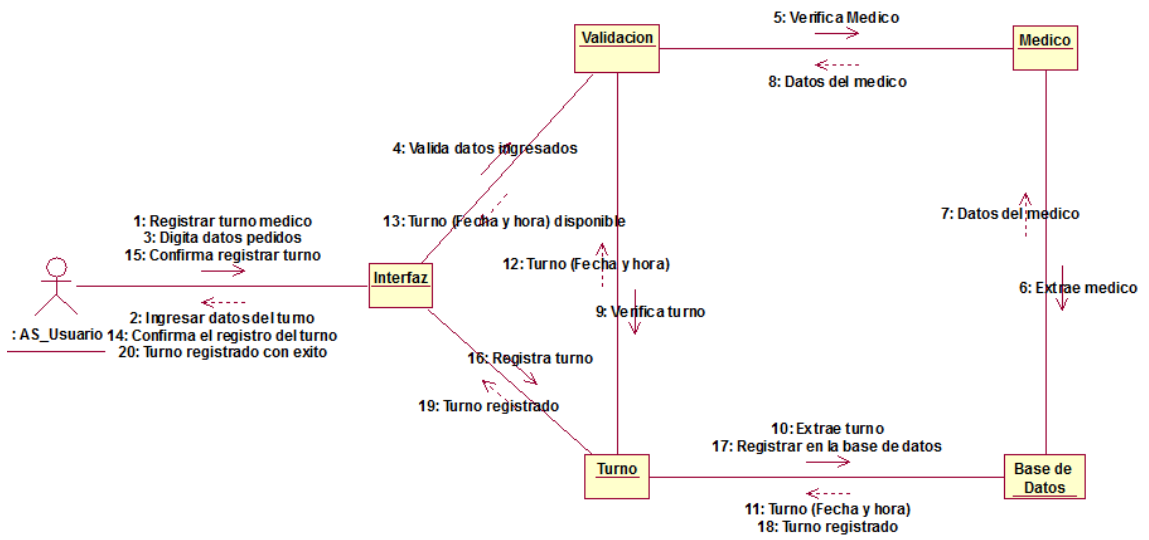 5: Verifica Medico
Validacion
Medico
8: Datos del medico
4: Valida datos ingresados
1: Registrar turno medico
3: Digita datos pedidos
15: Confirma registrar turno
13: Turno (Fecha y hora) disponible
7: Datos del medico
12: Turno (Fecha y hora)
Interfaz
6: Extrae medico
9: Verifica turno
2: Ingresar datos del turno
: AS_Usuario
14: Confirma el registro del turno
20: Turno registrado con exito
16: Registra turno
19: Turno registrado
10: Extrae turno
17: Registrar en la base de datos
Turno
Base de
Datos
11: Turno (Fecha y hora)
18: Turno registrado